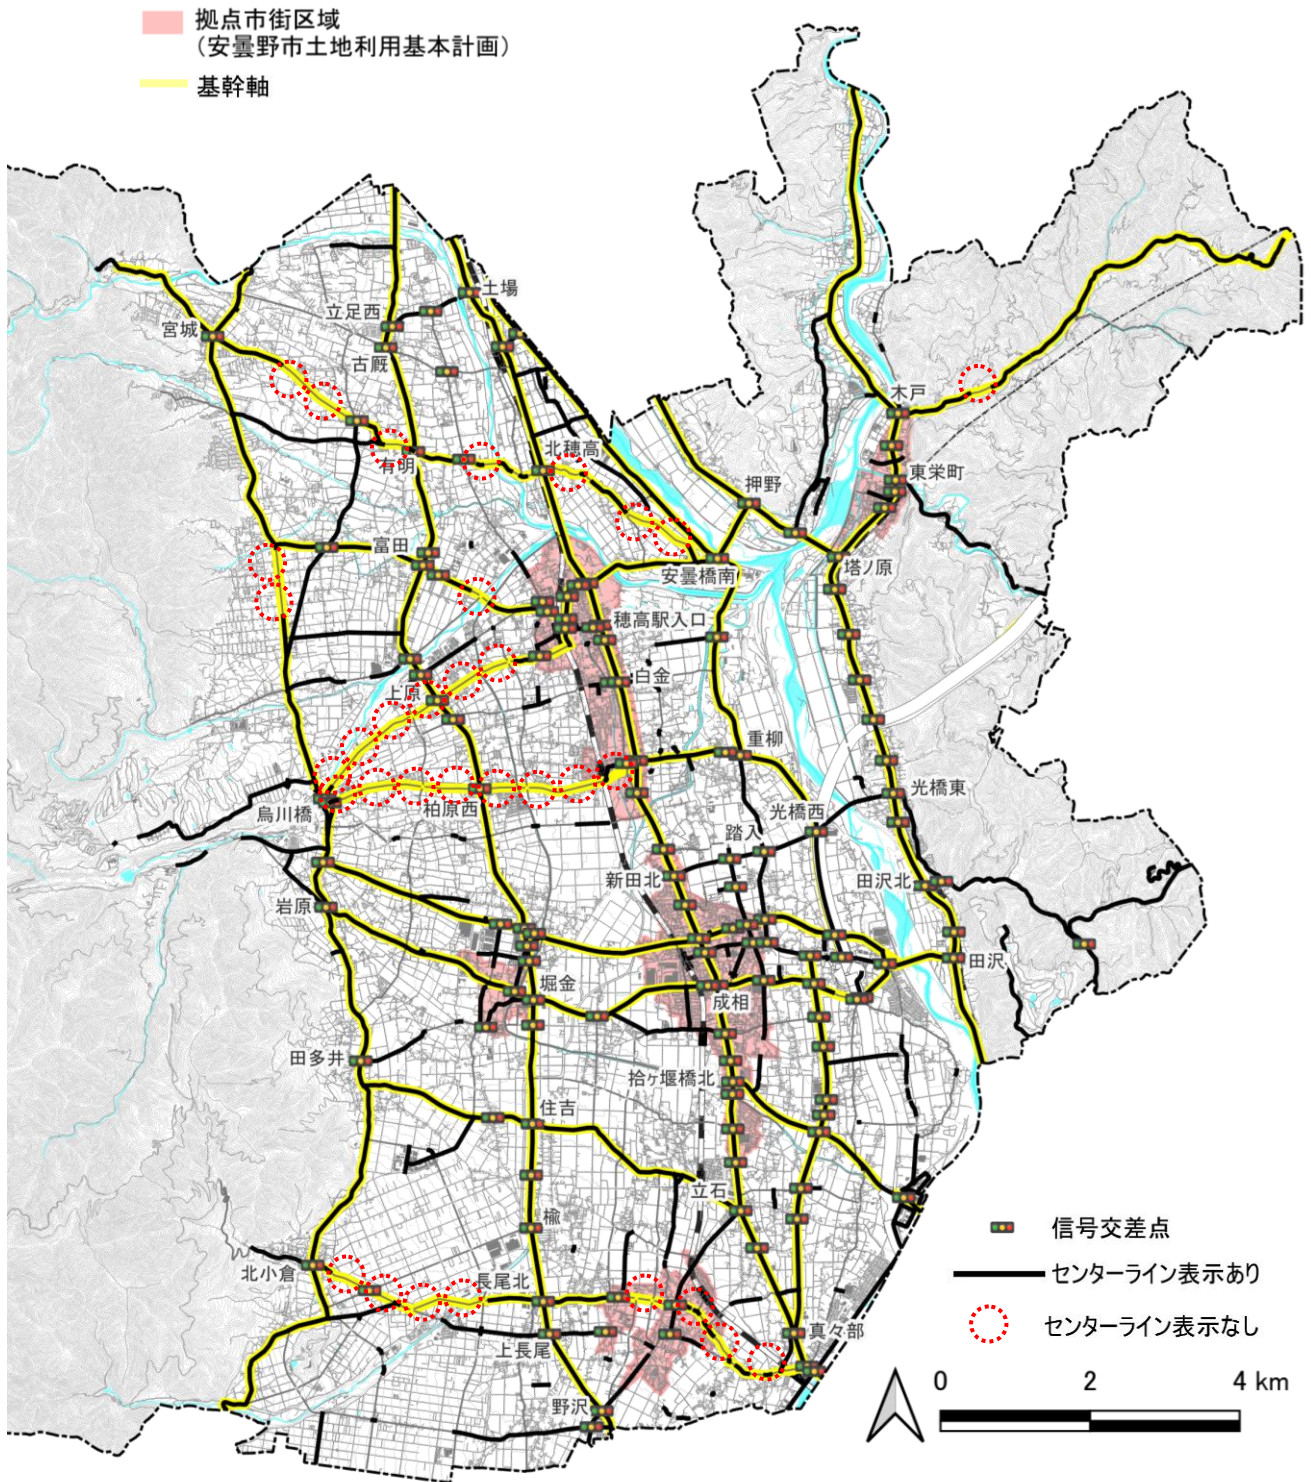 拠点市街区域
（安曇野市土地利用基本計画）
基幹軸
土場
立足西
宮城
古厩
木戸
北穂高
有明
東栄町
押野
富田
安曇橋南
塔ノ原
穂高駅入口
白金
上原
重柳
光橋東
烏川橋
柏原西
光橋西
踏入
新田北
田沢北
岩原
田沢
堀金
成相
田多井
拾ヶ堰橋北
住吉
立石
楡
信号交差点
北小倉
長尾北
センターライン表示あり
真々部
センターライン表示なし
上長尾
野沢
0 2 4 km